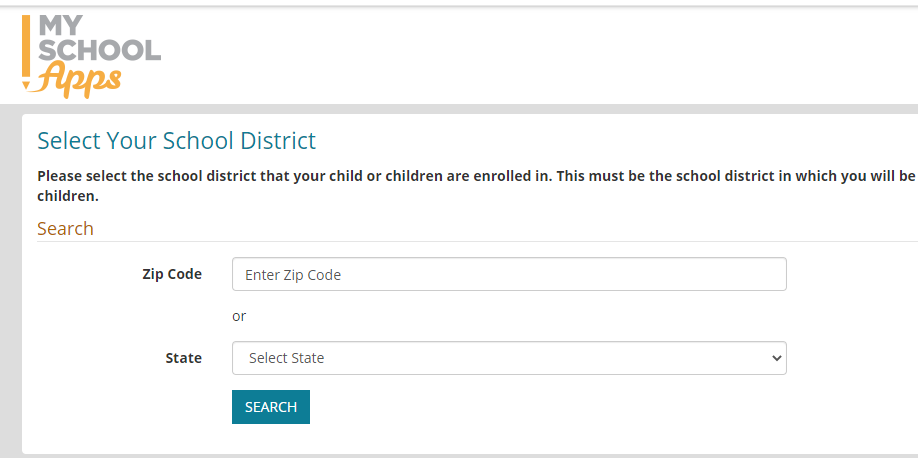 MY
SCHOOL
Apps
Select Your School District
Please select the school district that your child or children are enrolled in. This must be the school district in which you will be
children.
Search
Zip Code
Enter Zip Code
or
State
Select State
SEARCH